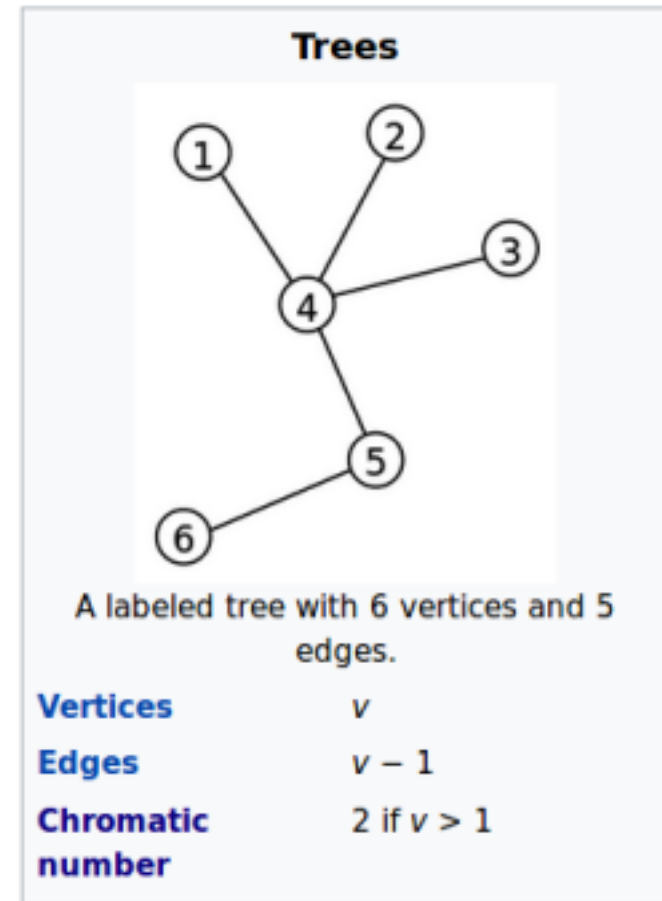 Trees
1
2
3
4
5
6
A labeled tree with 6 vertices and 5
edges.
Vertices v
Edges v − 1
Chromatic 2 if v > 1
number